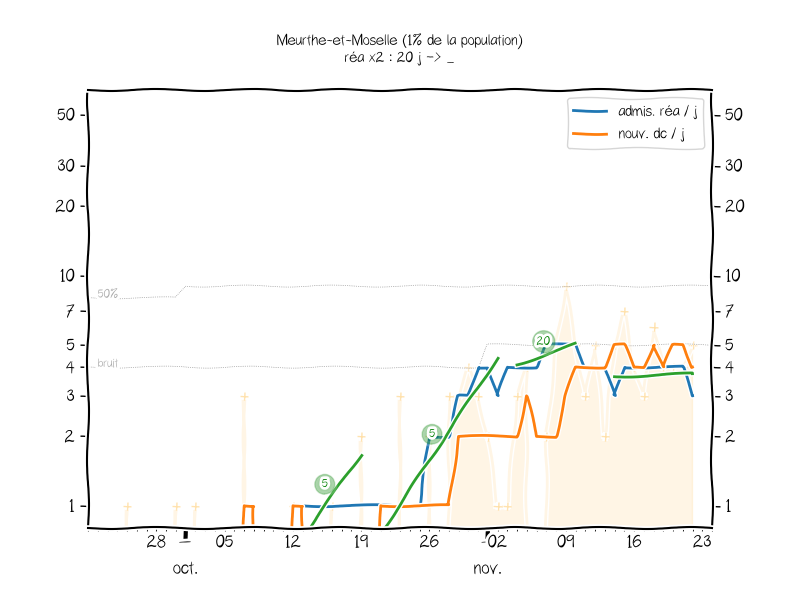 Meurthe-et-Moselle (1% de la population)
réa x2 : 20 j -> _
admis. réa / j
nouv. dc / j
50 50
30 30
20 20
10 10
50%
7 7
20
5 5
bruit
4 4
3 3
5
2 2
5
1 1
28 05 12 19 26 02 09 16 23
oct. nov.